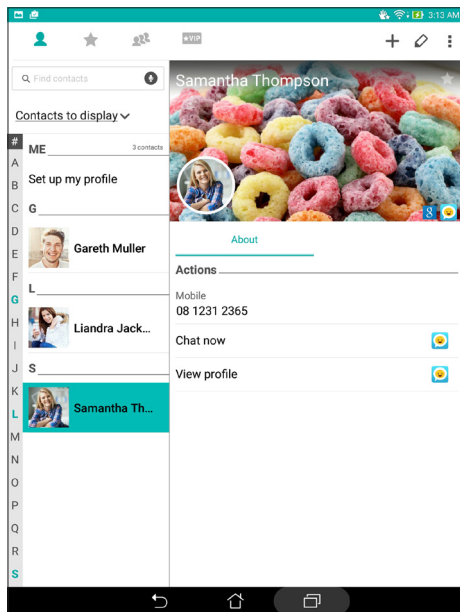 3:13 AM
VIP
Find contacts
Contacts to display
#
A
B
C
D
E
F
G
H
I
J
K
L
M
N
O
P
Q
R
S
ME
3 contacts
Set up my profile
G
Gareth Muller
L
Liandra Jack...
S
Samantha Th...
Samantha Thompson
8
About
Actions
Mobile
08 1231 2365
Chat now
View profile